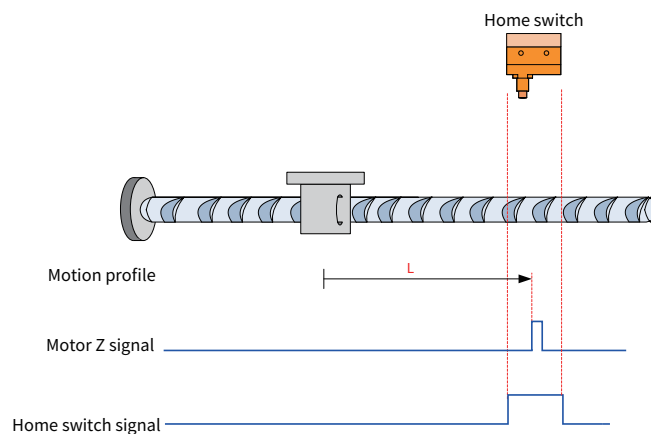 Home switch
Motion profile
L
Motor Z signal
Home switch signal